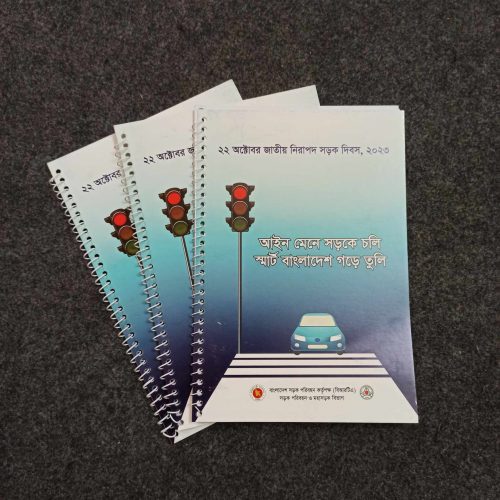 ২২ অক্টোবর জাতীয় নিরাপদ সড়ক দিবস, ২০২৩
আইন মেনে সড়কে চলি
স্মার্ট বাংলাদেশ গড়ে তুলি
বাংলাদেশ সড়ক পরিবহন কর্তৃপক্ষ (বিআরটিএ)
সড়ক পরিবহন ও মহাসড়ক বিভাগ
২২ অক্টোবর জ
২২ অক্টোবর